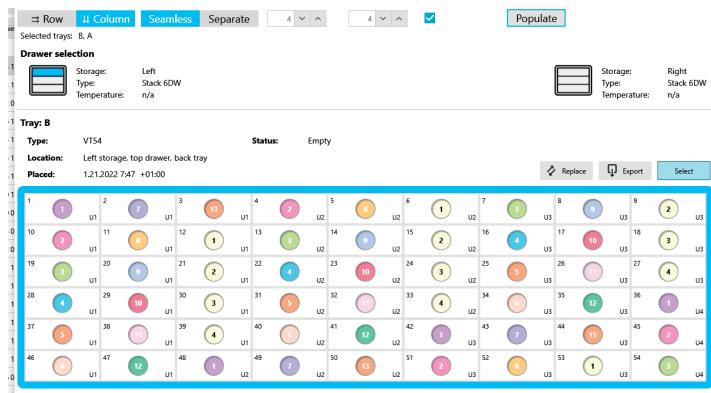 ⇉ Row ⇊ Column Seamless Separate 4 4 Populate
Selected trays: B, A
Drawer selection
Storage: Left
Type: Stack 6DW
Temperature: n/a
Storage: Right
Type: Stack 6DW
Temperature: n/a
Tray: B
Type: VT54 Status: Empty
Location: Left storage, top drawer, back tray
Placed: 1.21.2022 7:47 +01:00
Replace Export Select
1 1 U1 2 7 U1 3 13 U1 4 2 U2 5 8 U2 6 1 U2 7 3 U3 8 9 U3 9 2 U3
10 2 U1 11 8 U1 12 1 U1 13 3 U2 14 9 U2 15 2 U2 16 4 U3 17 10 U3 18 3 U3
19 3 U1 20 9 U1 21 2 U1 22 4 U2 23 10 U2 24 3 U2 25 5 U3 26 11 U3 27 4 U3
28 4 U1 29 10 U1 30 3 U1 31 5 U2 32 11 U2 33 4 U2 34 6 U3 35 12 U3 36 1 U4
37 5 U1 38 11 U1 39 4 U1 40 6 U2 41 12 U2 42 1 U3 43 7 U3 44 13 U3 45 2 U4
46 6 U1 47 12 U1 48 1 U2 49 7 U2 50 13 U2 51 2 U3 52 8 U3 53 1 U3 54 3 U4